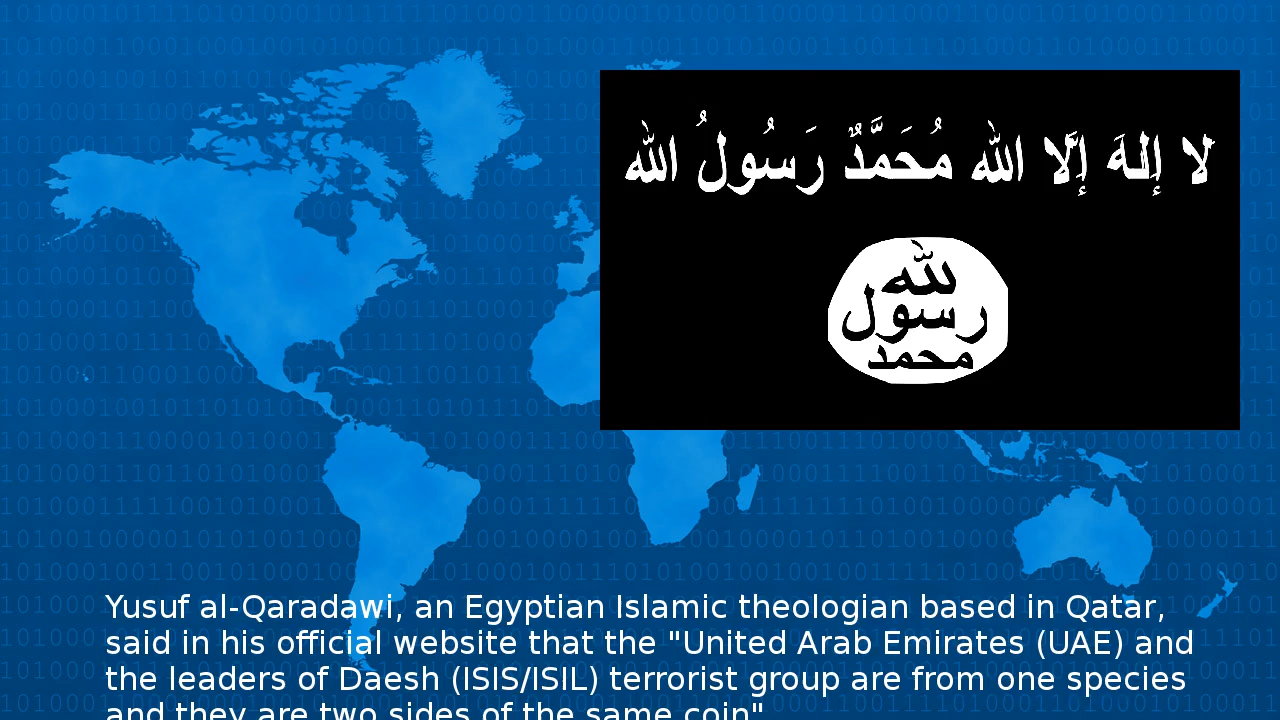 لا إِلهَ إِلَّا الله مُحَمَّدٌ رَسُولُ الله
لله
رسول
محمد
Yusuf al-Qaradawi, an Egyptian Islamic theologian based in Qatar,
said in his official website that the "United Arab Emirates (UAE) and
the leaders of Daesh (ISIS/ISIL) terrorist group are from one species
and they are two sides of the same coin"